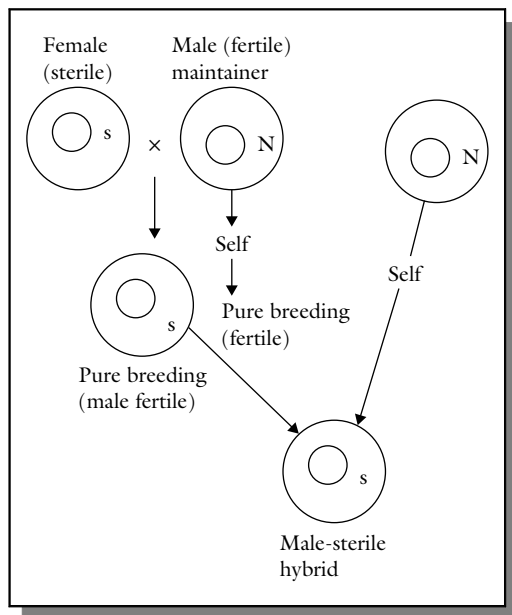 Female
(sterile)
Male (fertile)
maintainer
s
×
N
N
Self
Self
s
Pure breeding
(fertile)
Pure breeding
(male fertile)
s
Male-sterile
hybrid